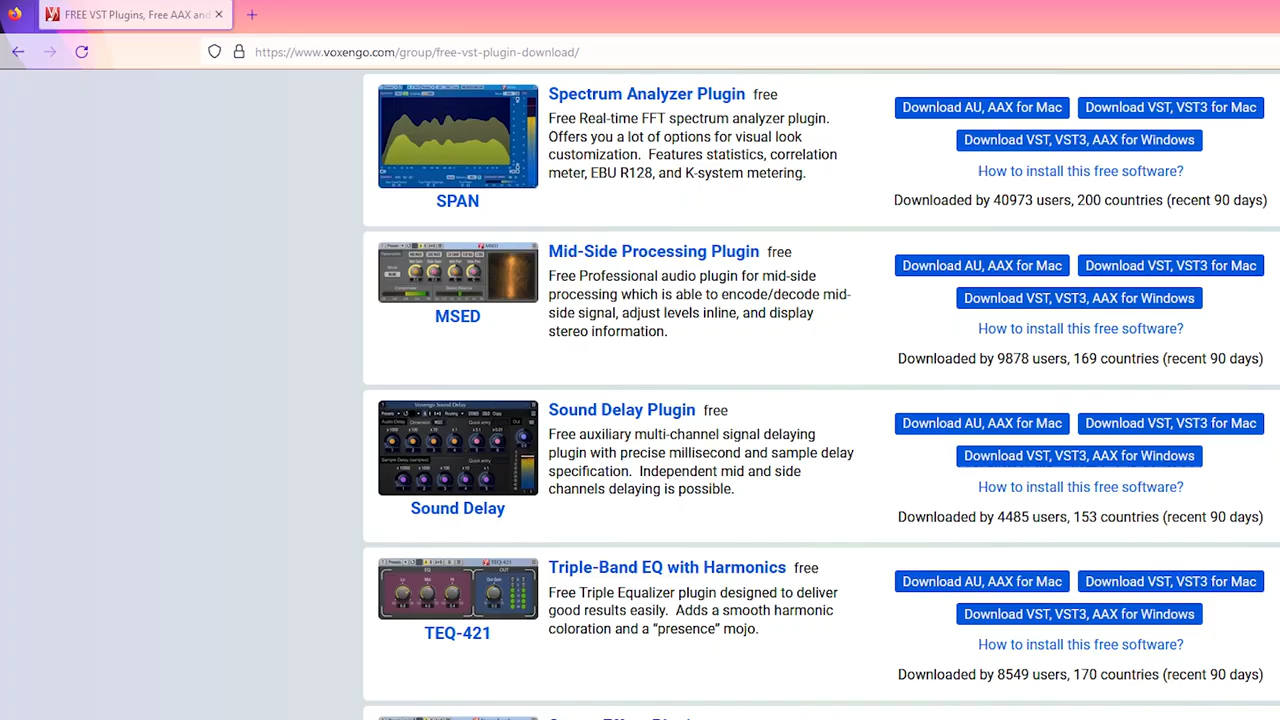 FREE VST Plugins, Free AAX and
https://www.voxengo.com/group/free-vst-plugin-download/
Spectrum Analyzer Plugin free
Free Real-time FFT spectrum analyzer plugin.
Offers you a lot of options for visual look
customization. Features statistics, correlation
meter, EBU R128, and K-system metering.
SPAN
Download AU, AAX for Mac
Download VST, VST3 for Mac
Download VST, VST3, AAX for Windows
How to install this free software?
Downloaded by 40973 users, 200 countries (recent 90 days)
Mid-Side Processing Plugin free
Free Professional audio plugin for mid-side
processing which is able to encode/decode mid-
side signal, adjust levels inline, and display
stereo information.
MSED
Download AU, AAX for Mac
Download VST, VST3 for Mac
Download VST, VST3, AAX for Windows
How to install this free software?
Downloaded by 9878 users, 169 countries (recent 90 days)
Voxengo Sound Delay
Sound Delay Plugin free
Free auxiliary multi-channel signal delaying
plugin with precise millisecond and sample delay
specification. Independent mid and side
channels delaying is possible.
Sound Delay
Download AU, AAX for Mac
Download VST, VST3 for Mac
Download VST, VST3, AAX for Windows
How to install this free software?
Downloaded by 4485 users, 153 countries (recent 90 days)
Triple-Band EQ with Harmonics free
Free Triple Equalizer plugin designed to deliver
good results easily. Adds a smooth harmonic
coloration and a “presence” mojo.
TEQ-421
Download AU, AAX for Mac
Download VST, VST3 for Mac
Download VST, VST3, AAX for Windows
How to install this free software?
Downloaded by 8549 users, 170 countries (recent 90 days)